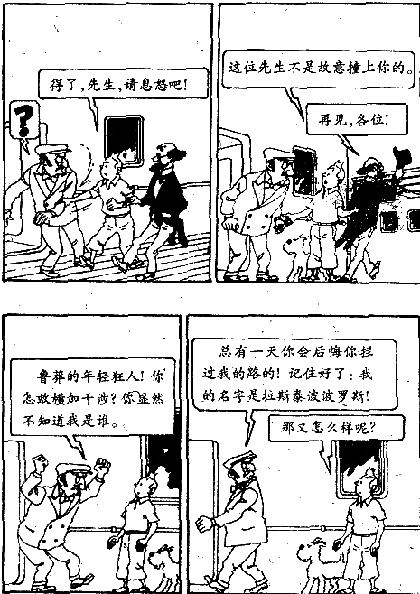 得了,先生,请息怒吧!
?
这位先生不是故意撞上你的。
再见,各位!
鲁莽的年轻狂人!你
怎敢横加干涉?你显然
不知道我是谁。
总有一天你会后悔你拦
过我的路的!记住好了:我
的名字是拉斯泰波波罗斯!
那又怎么样呢?